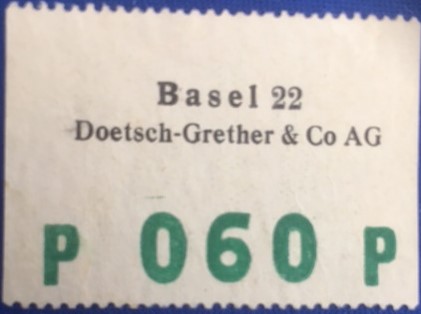 Basel 22
Doetsch-Grether & Co AG
P 060 P